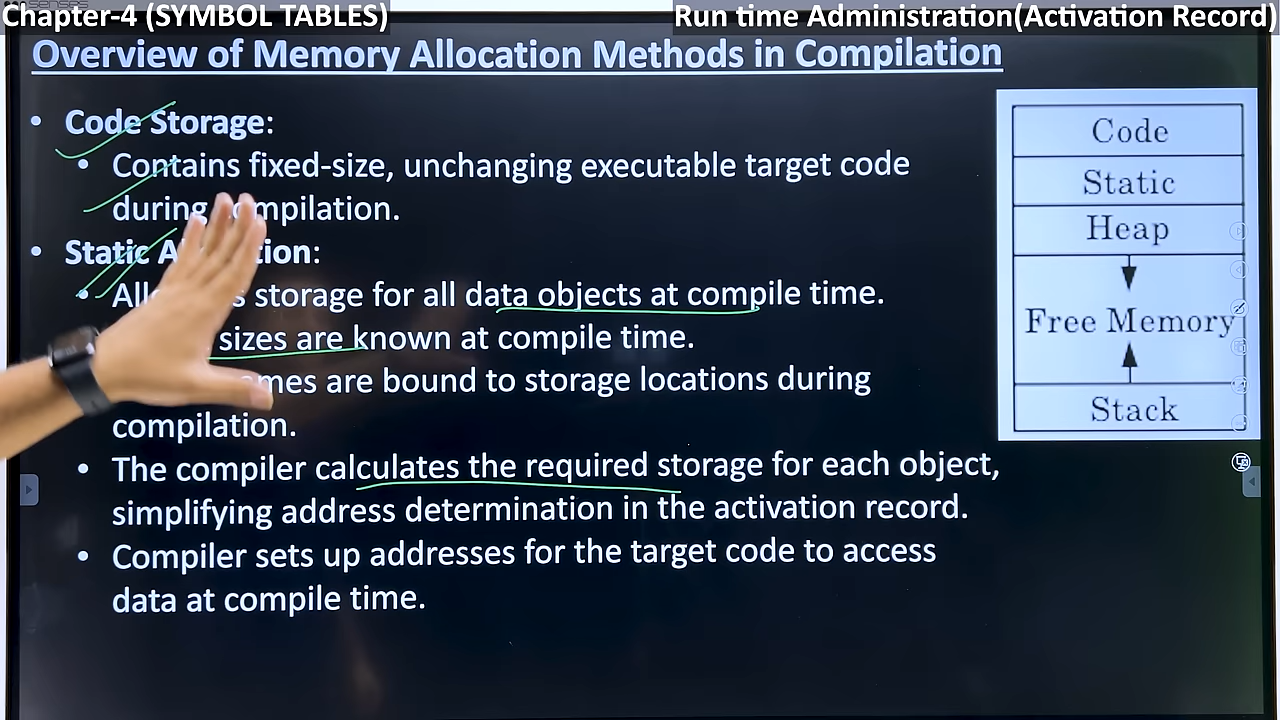 Chapter-4 (SYMBOL TABLES)
Run time Administration(Activation Record)
Overview of Memory Allocation Methods in Compilation
• Code Storage:
• Contains fixed-size, unchanging executable target code
during compilation.
• Static :
• storage for all data objects at compile time.
sizes are known at compile time.
are bound to storage locations during
compilation.
• The compiler calculates the required storage for each object,
simplifying address determination in the activation record.
• Compiler sets up addresses for the target code to access
data at compile time.
Code
Static
Heap
Free Memory
Stack